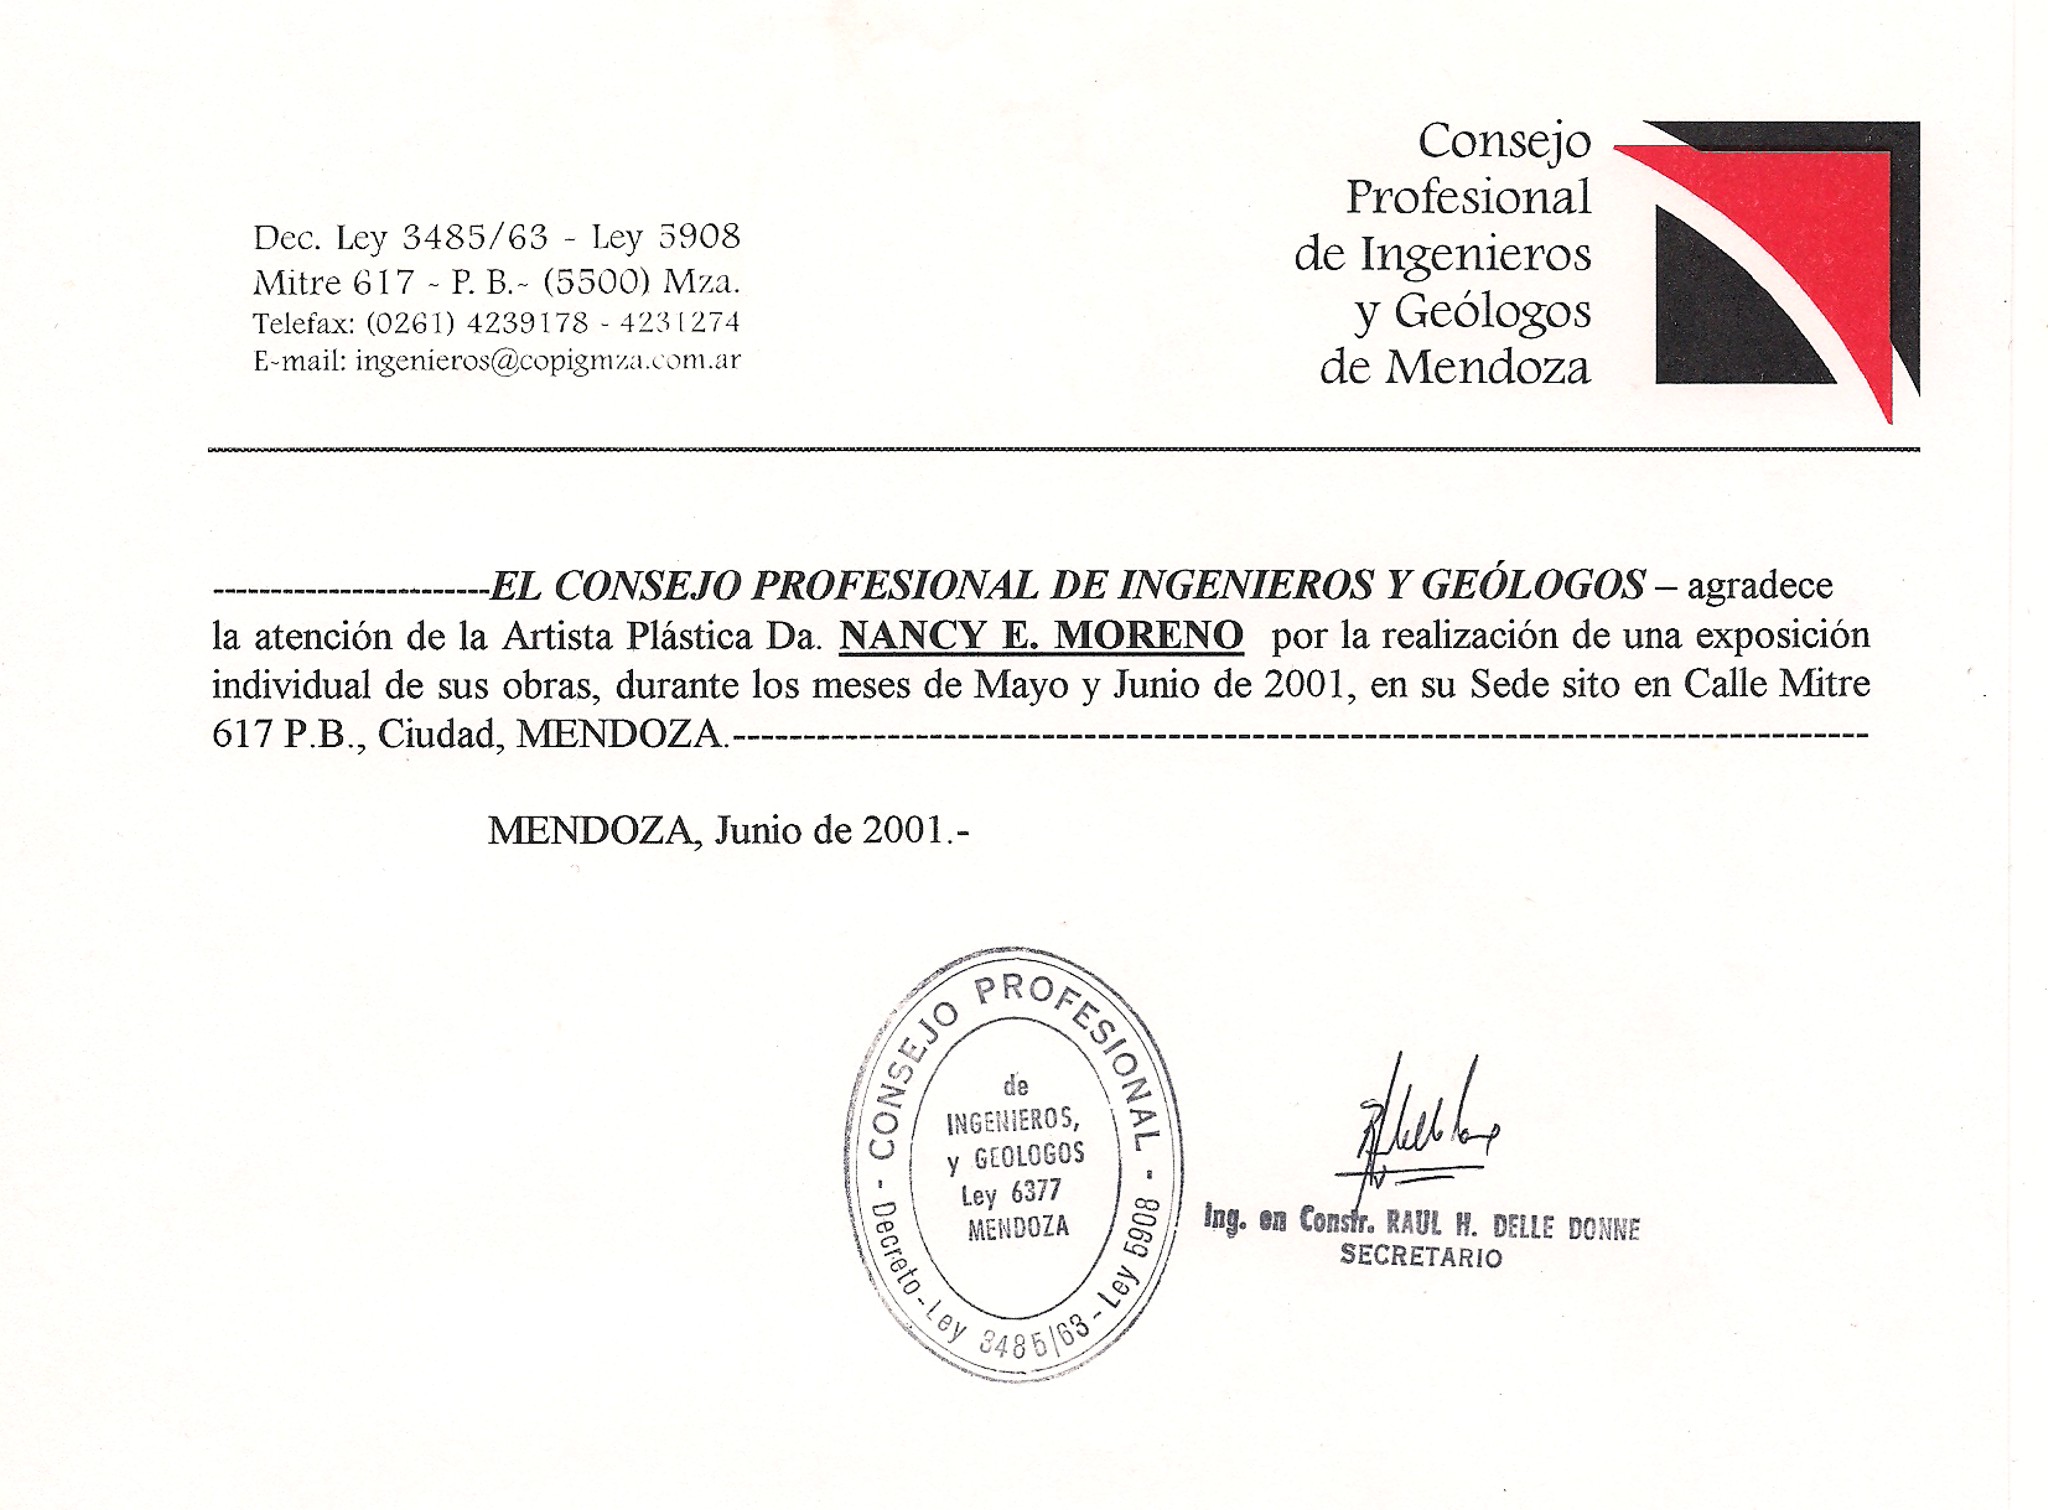 Consejo
Profesional
de Ingenieros
y Geólogos
de Mendoza
Dec. Ley 3485/63 - Ley 5908
Mitre 617 - P. B.- (5500) Mza.
Telefax: (0261) 4239178 - 4231274
E-mail: ingenieros@copigmza.com.ar
------------------------EL CONSEJO PROFESIONAL DE INGENIEROS Y GEÓLOGOS – agradece
la atención de la Artista Plástica Da. NANCY E. MORENO por la realización de una exposición
individual de sus obras, durante los meses de Mayo y Junio de 2001, en su Sede sito en Calle Mitre
617 P.B., Ciudad, MENDOZA.--------------------------------------------------------------------------------
MENDOZA, Junio de 2001.-
- CONSEJO PROFESIONAL -
de
INGENIEROS,
y GEOLOGOS
Ley 6377
MENDOZA
Decreto-Ley 3485/63-Ley 5908
Ing. en Constr. RAUL H. DELLE DONNE
SECRETARIO